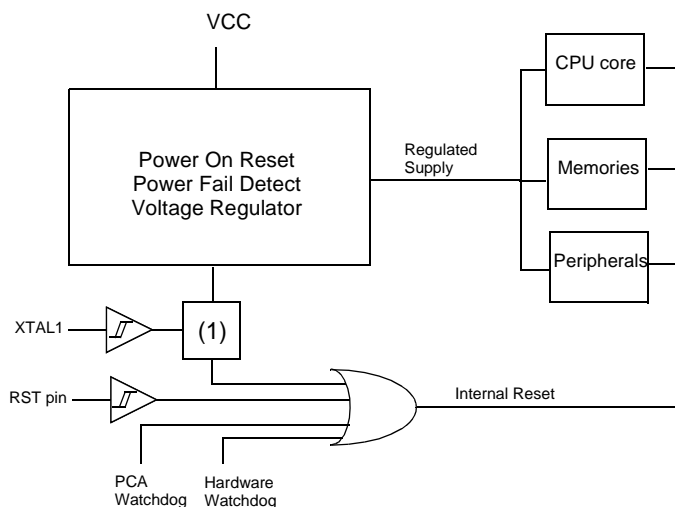 VCC
CPU core
Power On Reset
Power Fail Detect
Voltage Regulator
Regulated
Supply
Memories
Peripherals
XTAL1
(1)
RST pin
Internal Reset
PCA
Watchdog
Hardware
Watchdog